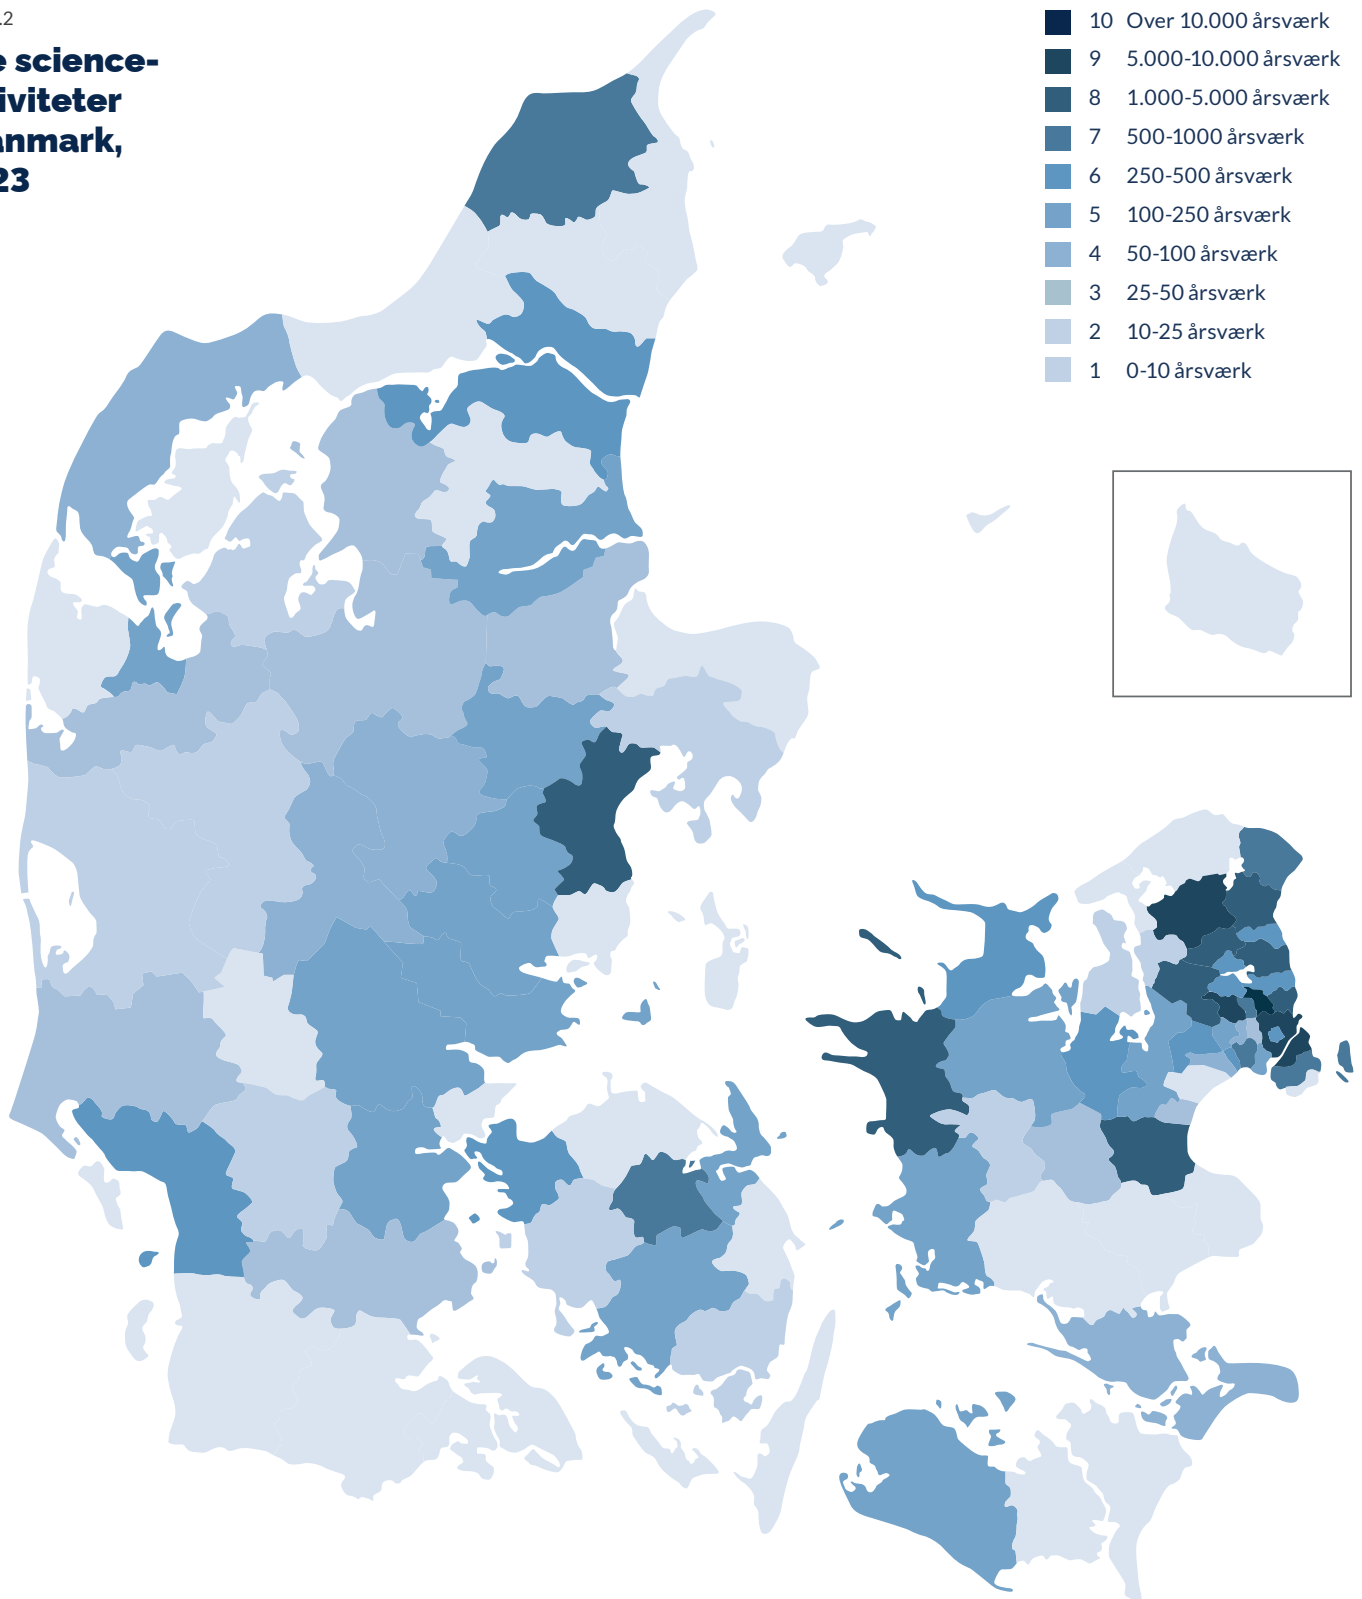 .2
e science-
iviteter
anmark,
23
10 Over 10.000 årsværk
9 5.000-10.000 årsværk
8 1.000-5.000 årsværk
7 500-1000 årsværk
6 250-500 årsværk
5 100-250 årsværk
4 50-100 årsværk
3 25-50 årsværk
2 10-25 årsværk
1 0-10 årsværk